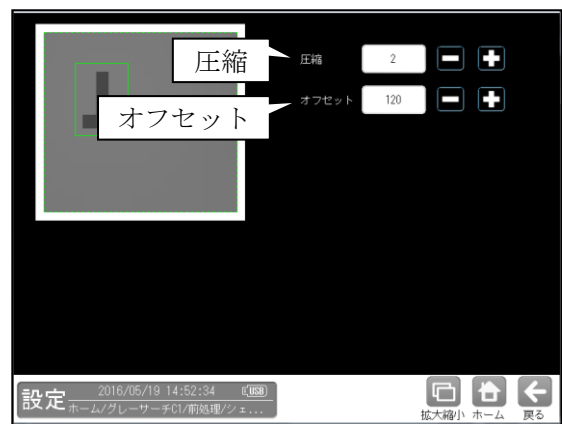 圧縮
圧縮 2
オフセット
オフセット 120
設定
2016/05/19 14:52:34 USB
ホーム/グレーサーチC1/前処理/シェ...
拡大縮小 ホーム 戻る